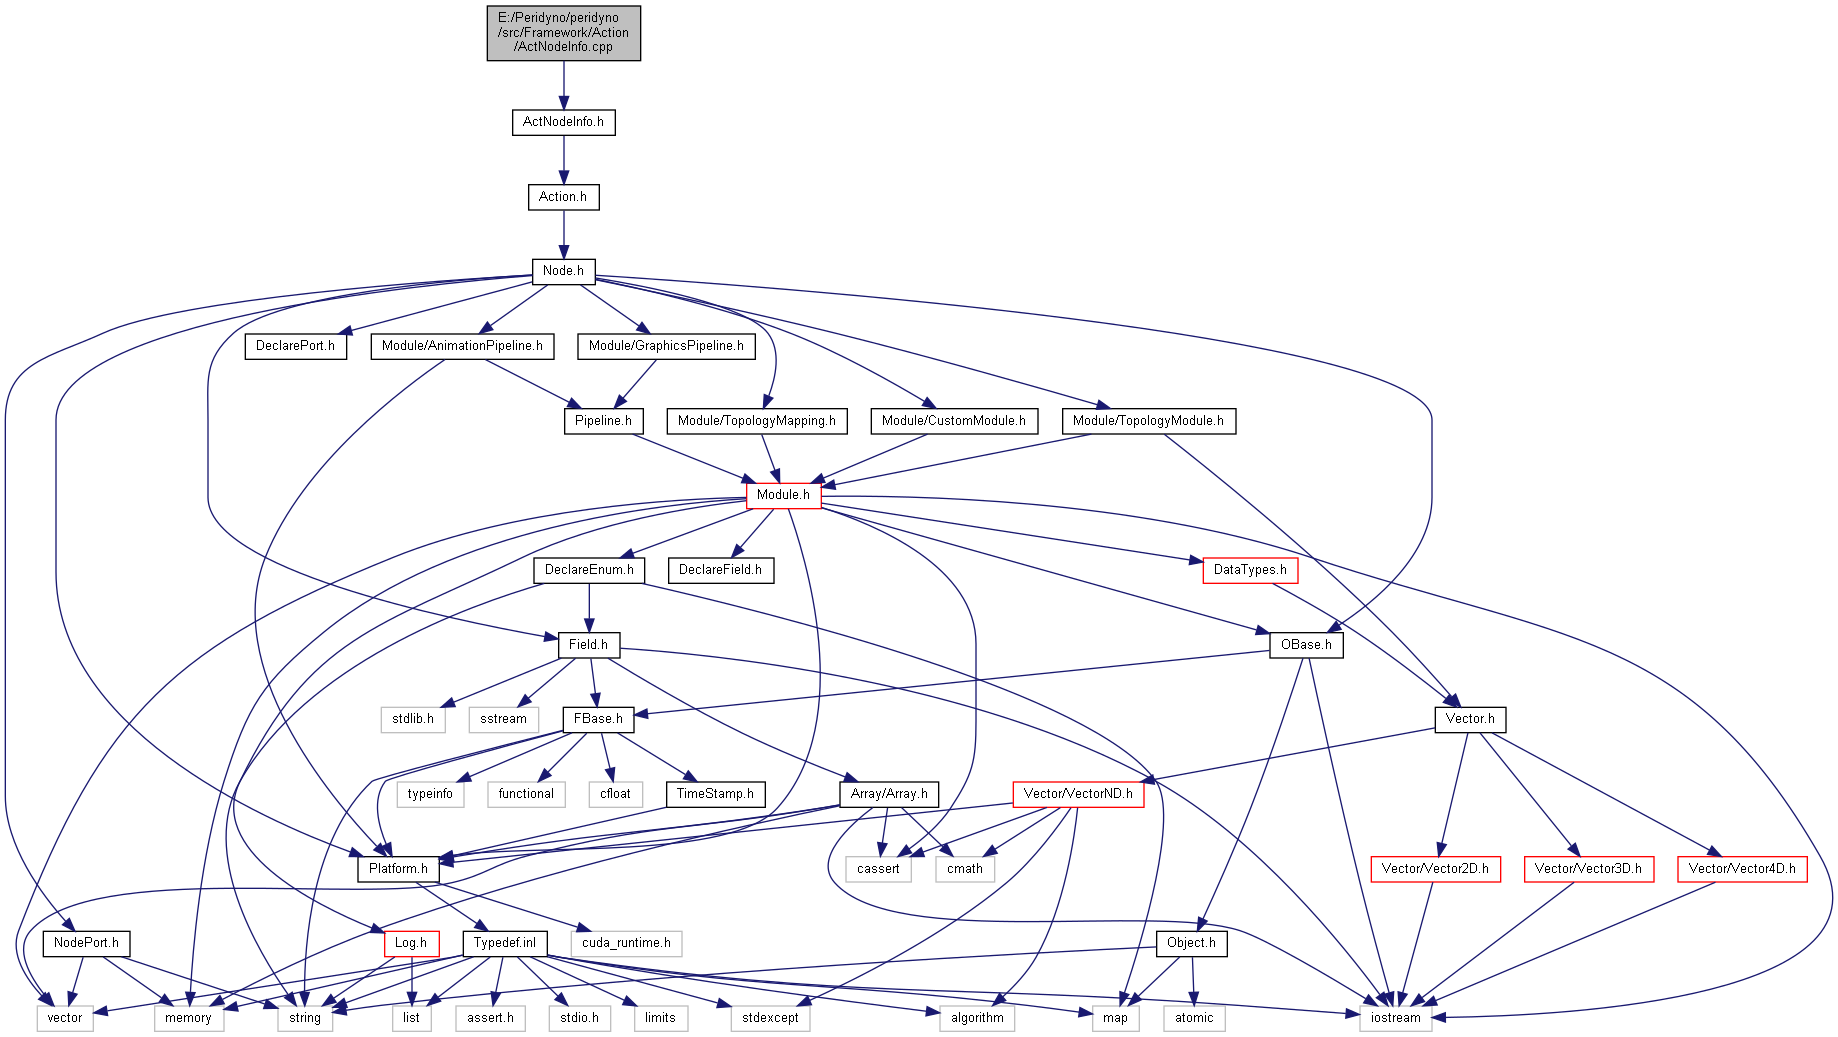 E:/Peridyno/peridyno
/src/Framework/Action
/ActNodeInfo.cpp
ActNodeInfo.h
Action.h
Node.h
DeclarePort.h
Module/AnimationPipeline.h
Module/GraphicsPipeline.h
Pipeline.h
Module/TopologyMapping.h
Module/CustomModule.h
Module/TopologyModule.h
Module.h
DeclareEnum.h
DeclareField.h
DataTypes.h
Field.h
OBase.h
stdlib.h
sstream
FBase.h
Vector.h
typeinfo
functional
cfloat
TimeStamp.h
Array/Array.h
Vector/VectorND.h
Platform.h
cassert
cmath
Vector/Vector2D.h
Vector/Vector3D.h
Vector/Vector4D.h
NodePort.h
Log.h
Typedef.inl
cuda_runtime.h
Object.h
vector
memory
string
list
assert.h
stdio.h
limits
stdexcept
algorithm
map
atomic
iostream